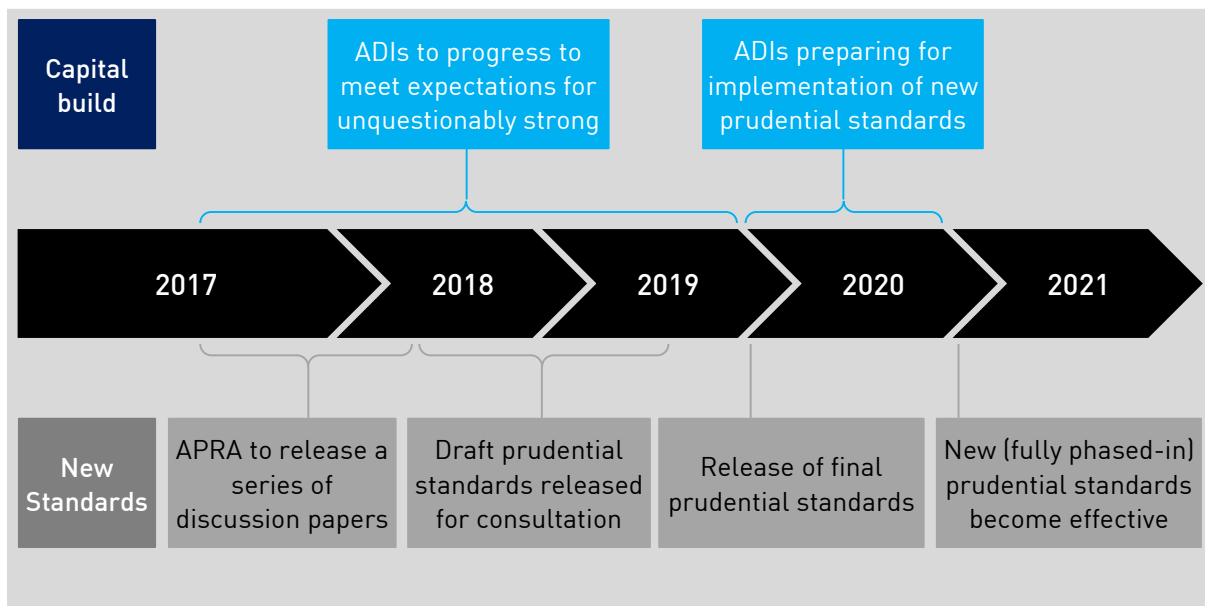 Capital
build
ADIs to progress to
meet expectations for
unquestionably strong
ADIs preparing for
implementation of new
prudential standards
2017
2018
2019
2020
2021
New
Standards
APRA to release a
series of
discussion papers
Draft prudential
standards released
for consultation
Release of final
prudential standards
New (fully phased-in)
prudential standards
become effective